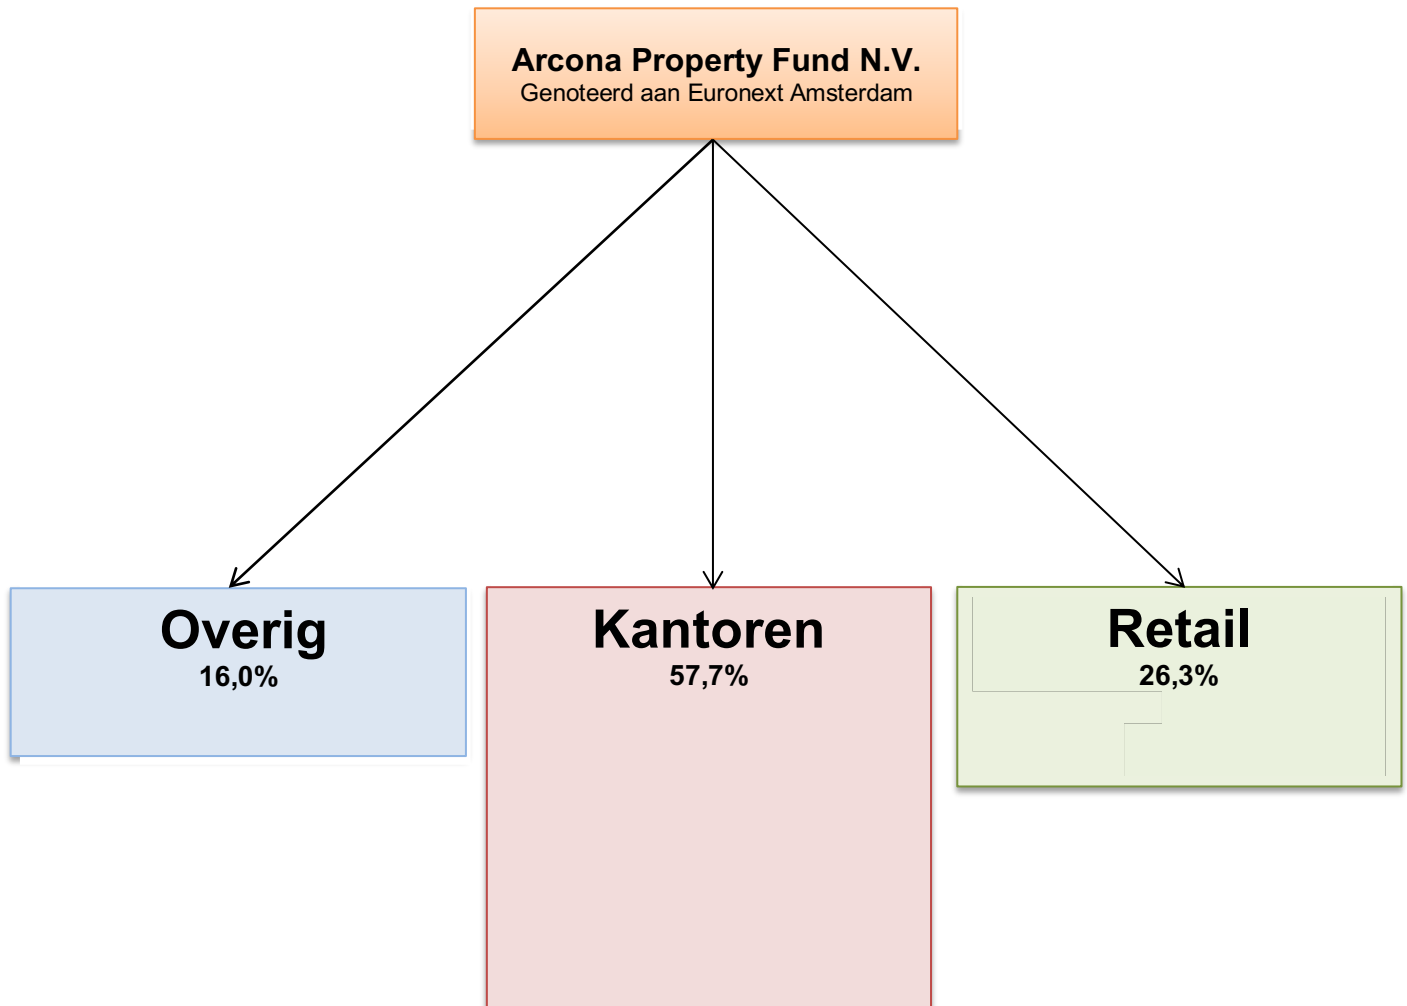 Arcona Property Fund N.V.
Genoteerd aan Euronext Amsterdam
Overig
16,0%
Kantoren
57,7%
Retail
26,3%